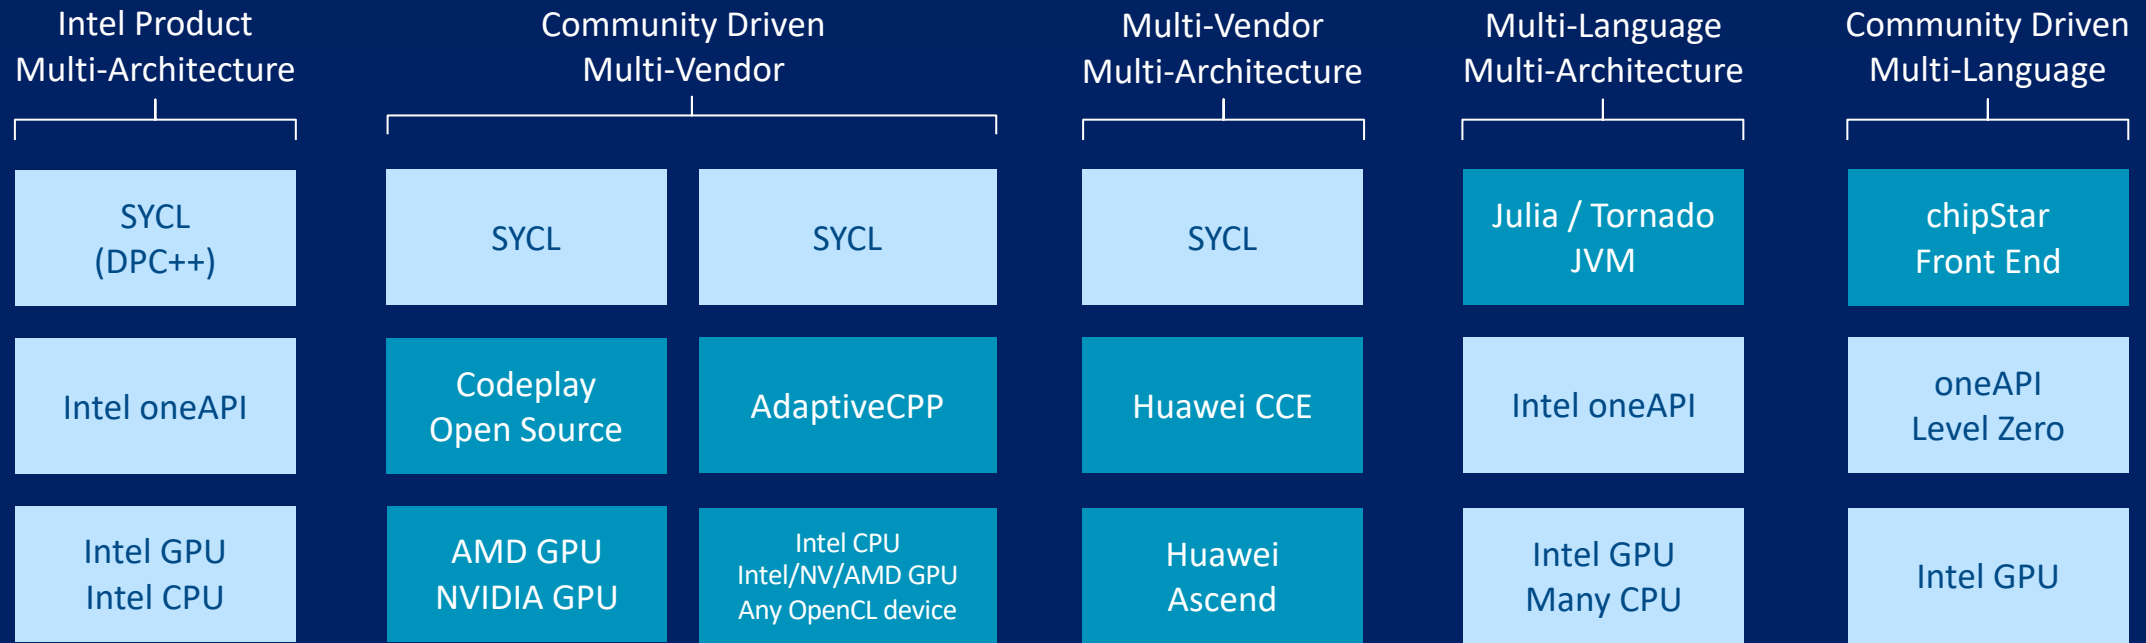 Intel Product
Multi-Architecture
Community Driven
Multi-Vendor
Multi-Vendor
Multi-Architecture
Multi-Language
Multi-Architecture
Community Driven
Multi-Language
SYCL
(DPC++)
SYCL
SYCL
SYCL
Julia / Tornado
JVM
chipStar
Front End
Intel oneAPI
Codeplay
Open Source
AdaptiveCPP
Huawei CCE
Intel oneAPI
oneAPI
Level Zero
Intel GPU
Intel CPU
AMD GPU
NVIDIA GPU
Intel CPU
Intel/NV/AMD GPU
Any OpenCL device
Huawei
Ascend
Intel GPU
Many CPU
Intel GPU